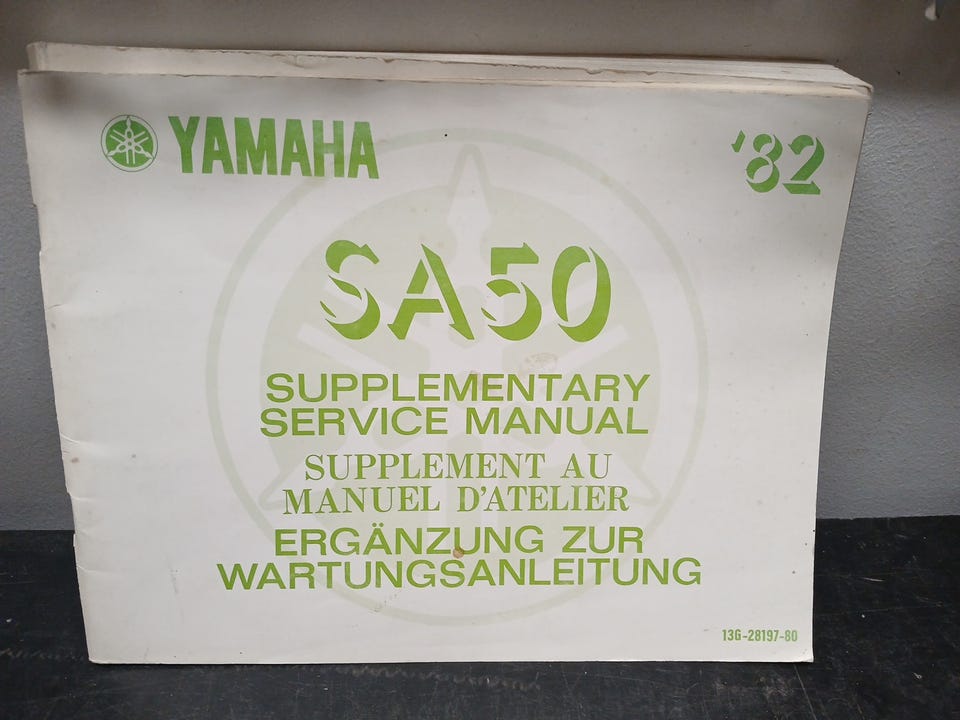 YAMAHA
'82
SA50
SUPPLEMENTARY
SERVICE MANUAL
SUPPLEMENT AU
MANUEL D'ATELIER
ERGÄNZUNG ZUR
WARTUNGSANLEITUNG
13G-28197-80